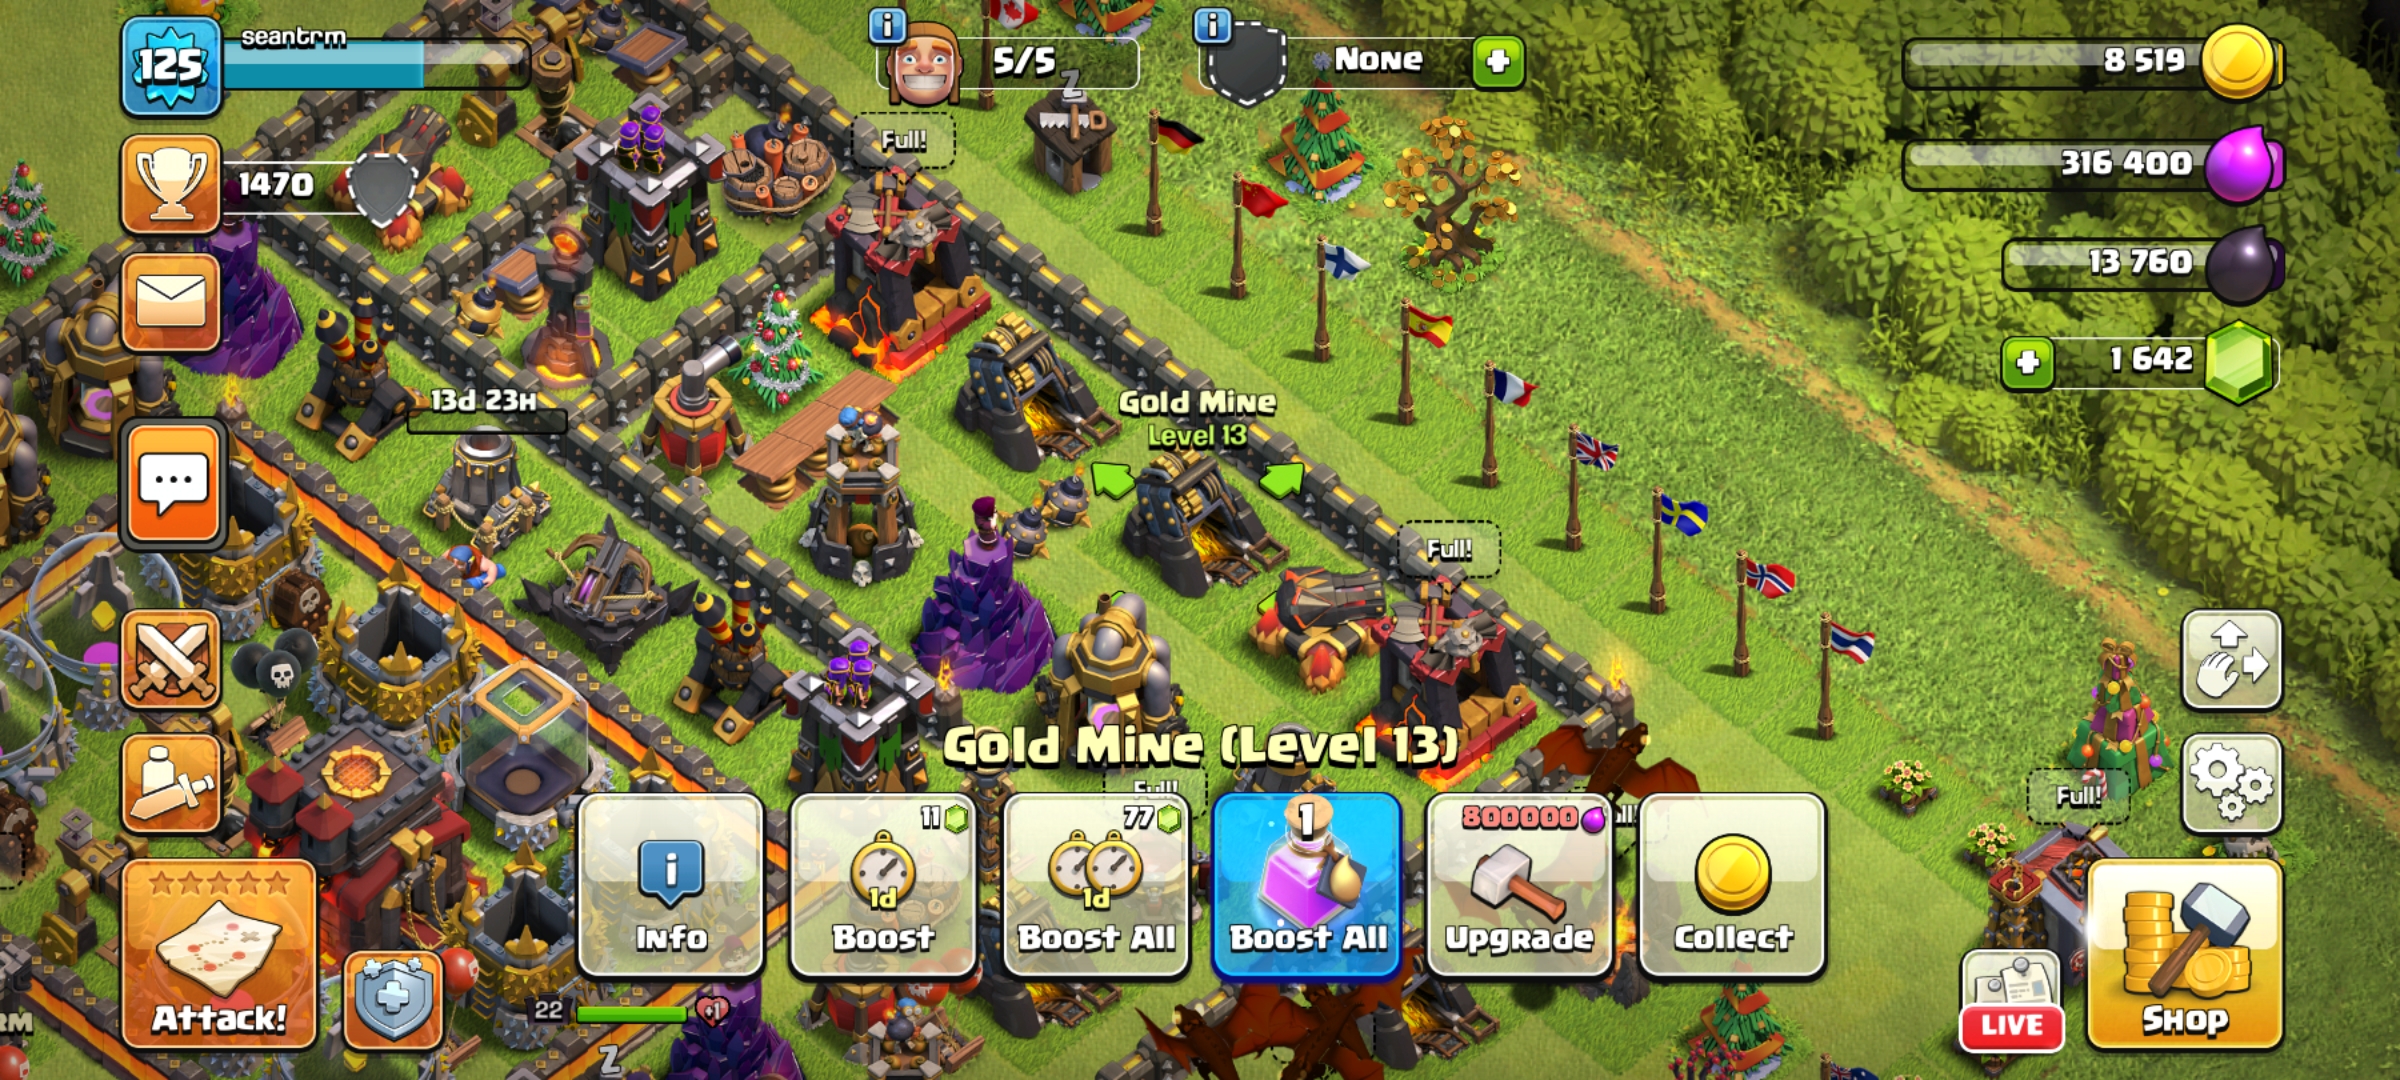 125
seantrm
5/5
None
8 519
Full!
1470
316 400
13 760
1 642
13d 23H
Gold Mine
Level 13
Full!
Gold Mine (Level 13)
Full!
Full!
11
1d
Boost
77
1d
Boost All
1
Boost All
800000
Upgrade
Info
Collect
Attack!
22
+1
LIVE
Shop
Z
Z